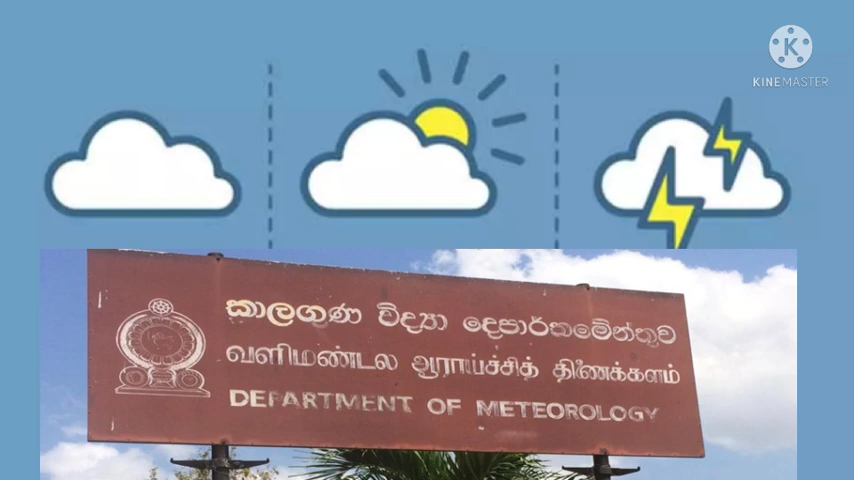 KINEMASTER
කාලගුණ විද්‍යා දෙපාර්තමේන්තුව
வளிமண்டல ஆராய்ச்சித் திணைக்களம்
DEPARTMENT OF METEOROLOGY